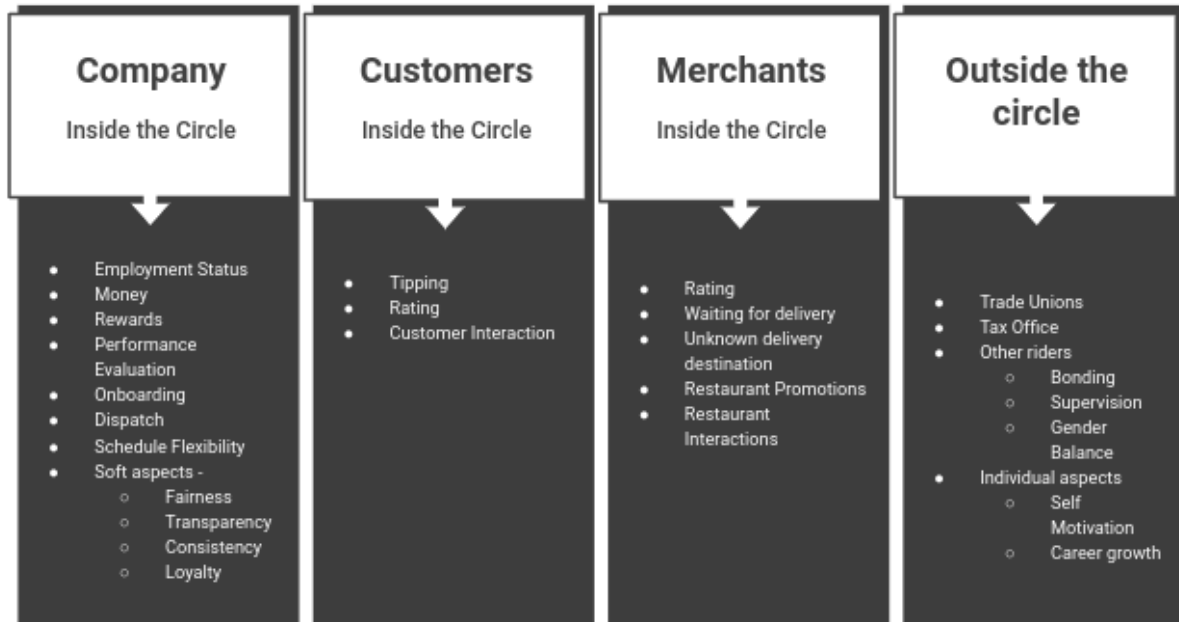 Company
Inside the Circle
● Employment Status
● Money
● Rewards
● Performance
Evaluation
● Onboarding
● Dispatch
● Schedule Flexibility
● Soft aspects -
○ Fairness
○ Transparency
○ Consistency
○ Loyalty
Customers
Inside the Circle
● Tipping
● Rating
● Customer Interaction
Merchants
Inside the Circle
● Rating
● Waiting for delivery
● Unknown delivery
destination
● Restaurant Promotions
● Restaurant
Interactions
Outside the
circle
● Trade Unions
● Tax Office
● Other riders
○ Bonding
○ Supervision
○ Gender
Balance
● Individual aspects
○ Self
Motivation
○ Career growth